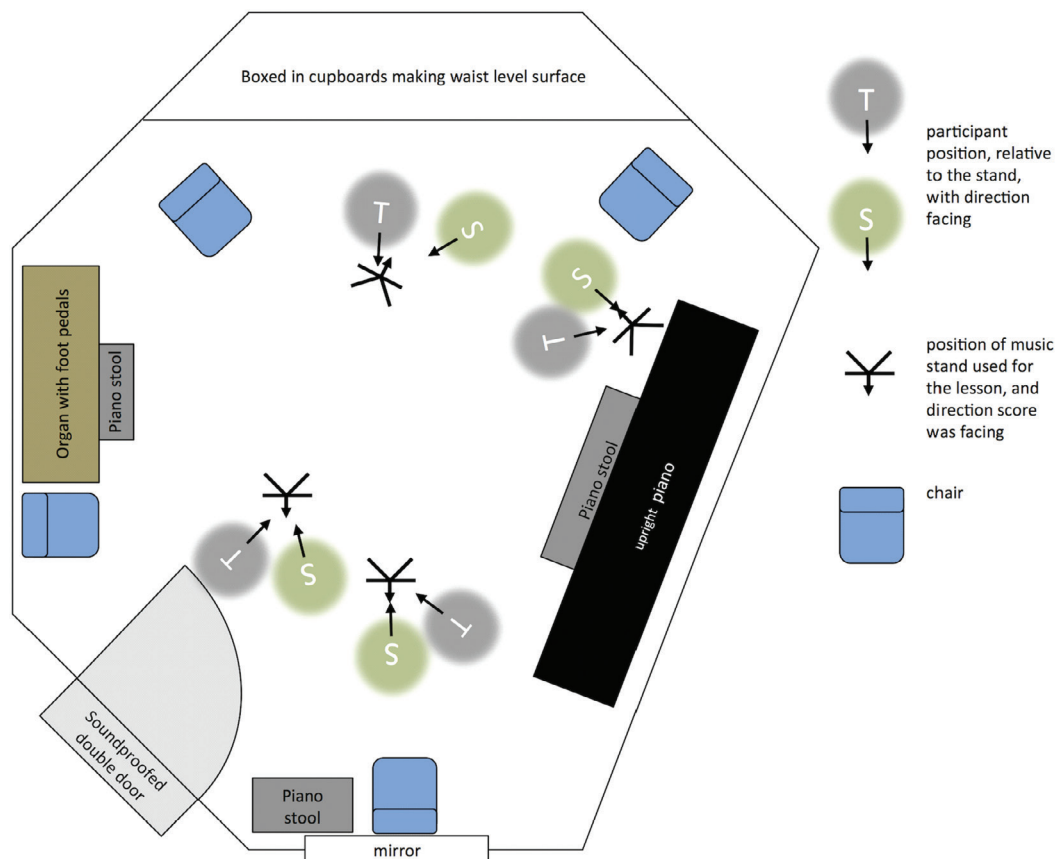 Boxed in cupboards making waist level surface
T
S
S
T
Organ with foot pedals
Piano stool
Piano stool
upright piano
T
S
S
T
Soundproofed
double door
Piano
stool
mirror
T
participant
position, relative
to the stand,
with direction
facing
S
position of music
stand used for
the lesson, and
direction score
was facing
chair